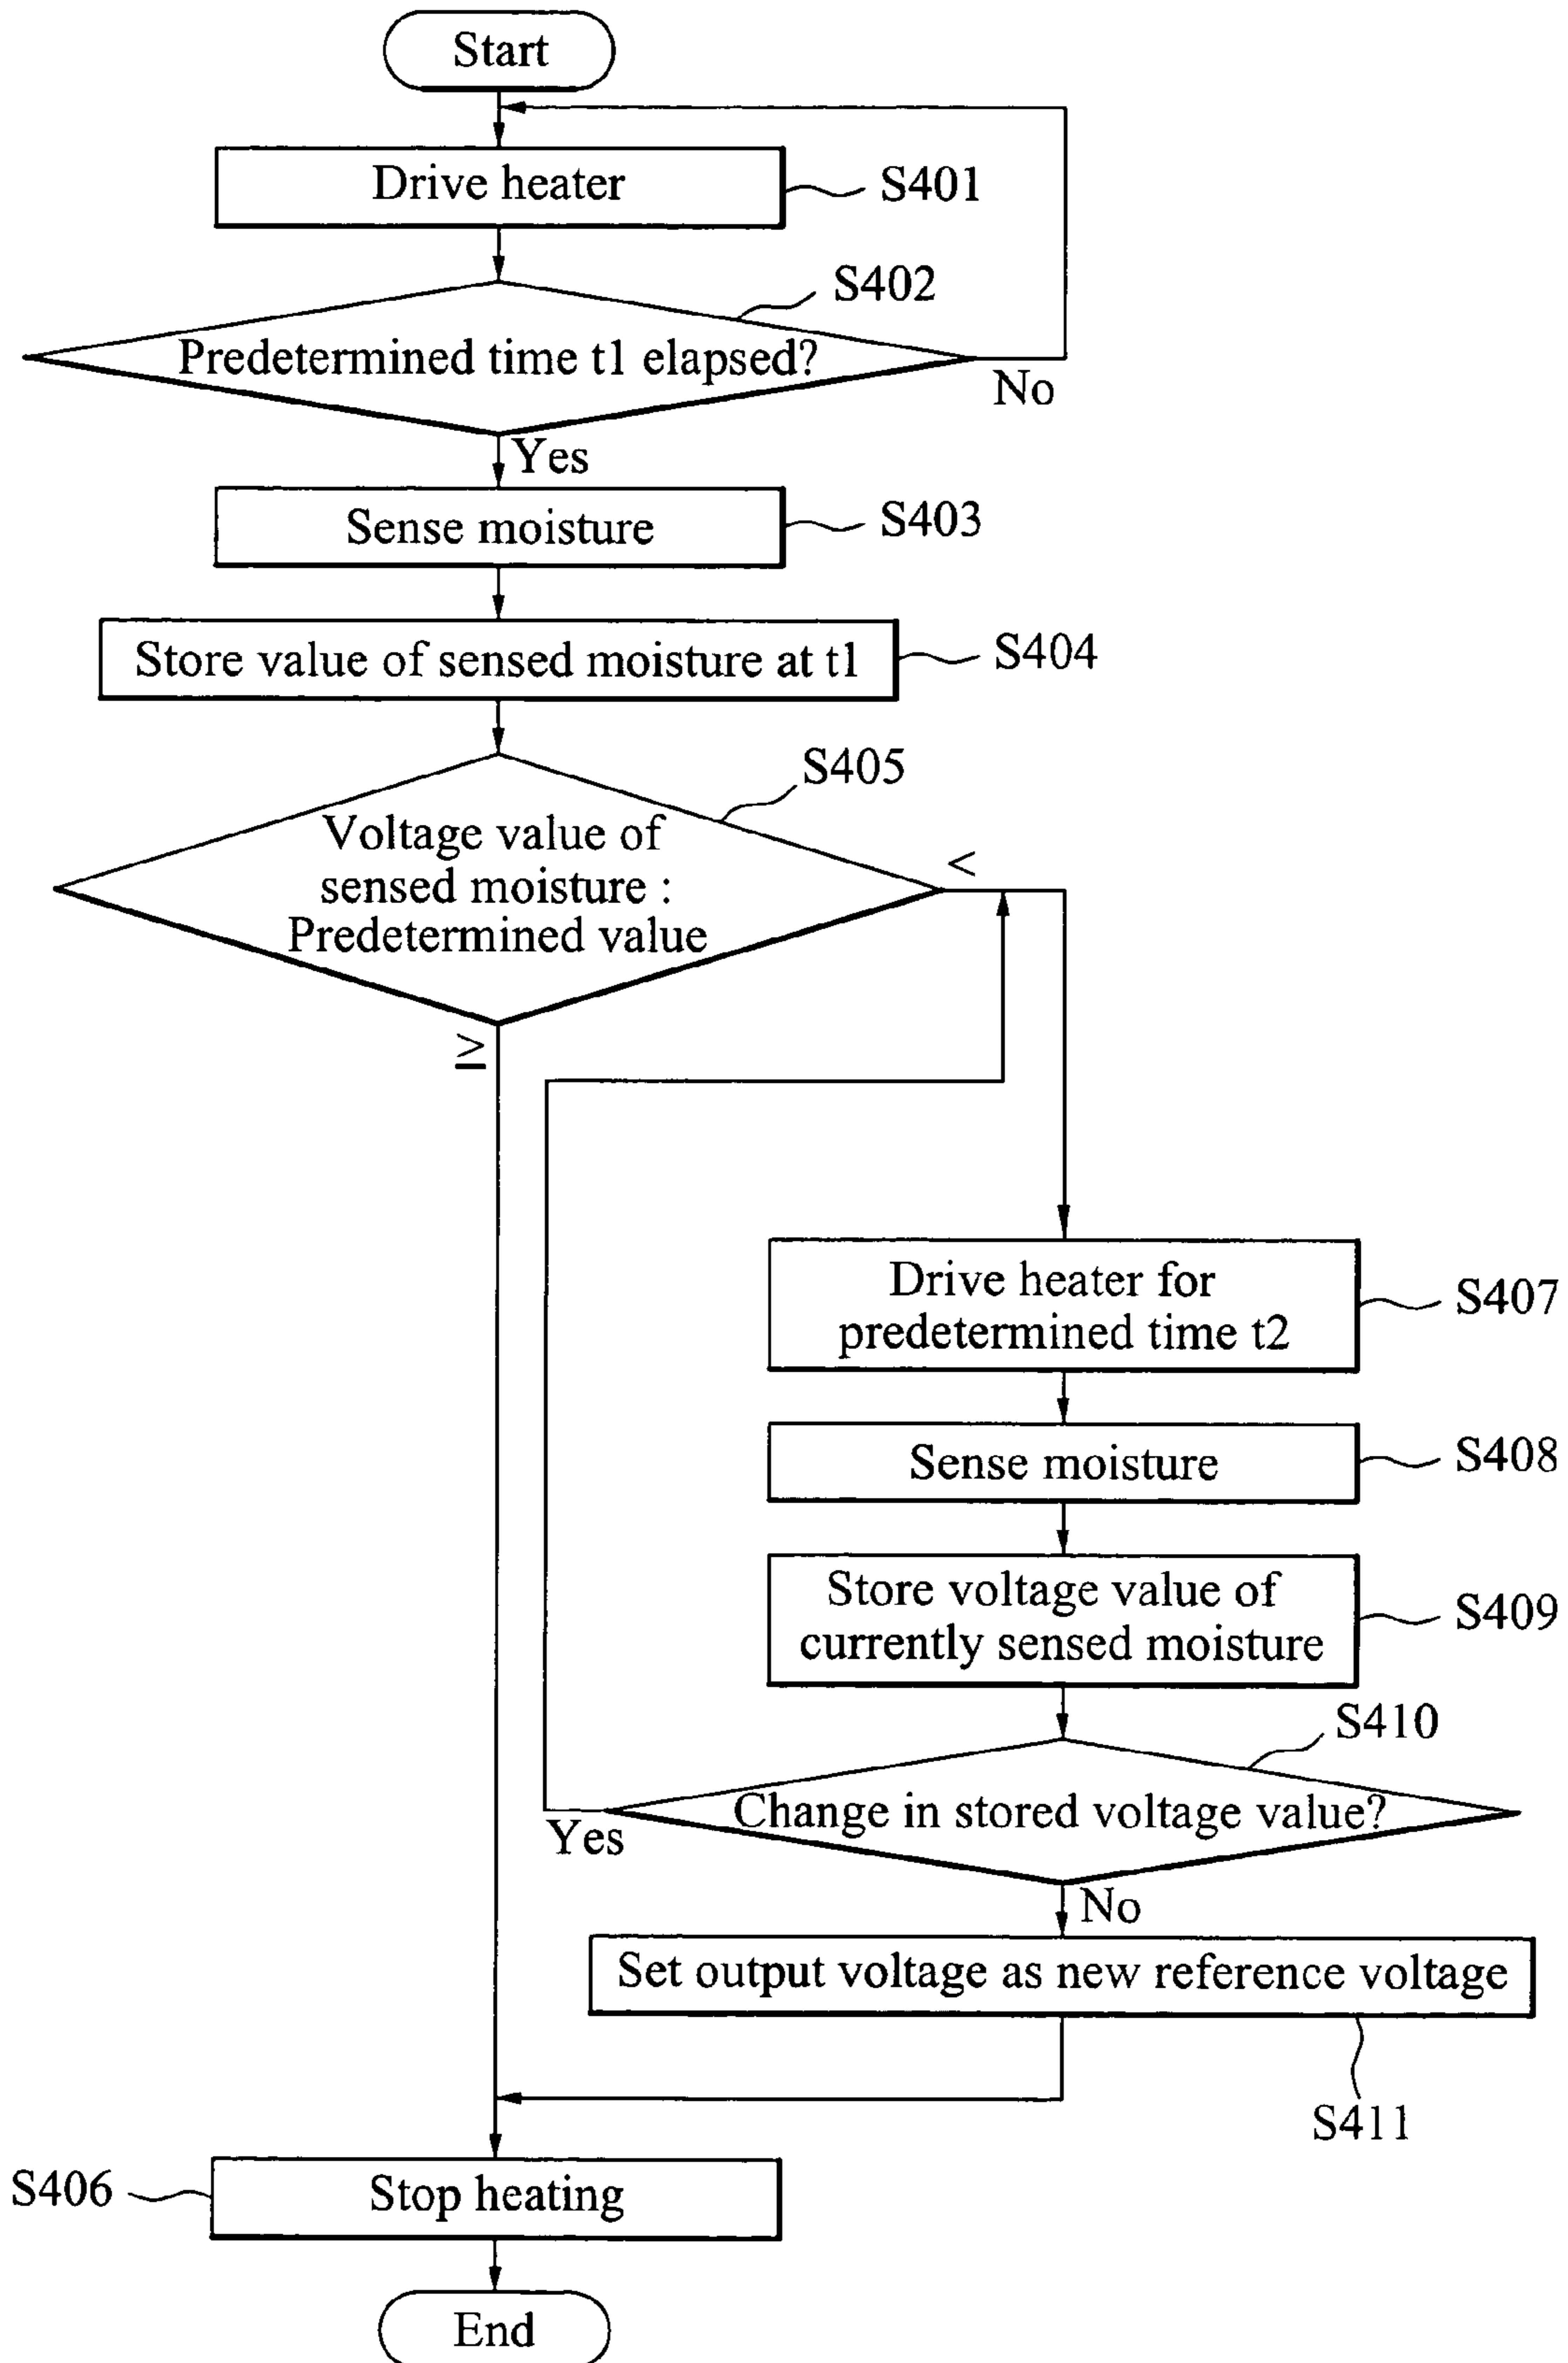 Start
Drive heater
S401
S402
Predetermined time t1 elapsed?
No
Yes
Sense moisture
S403
Store value of sensed moisture at t1
S404
S405
Voltage value of
sensed moisture :
Predetermined value
<
≥
Drive heater for
predetermined time t2
S407
Sense moisture
S408
Store voltage value of
currently sensed moisture
S409
S410
Change in stored voltage value?
Yes
No
Set output voltage as new reference voltage
S411
S406
Stop heating
End